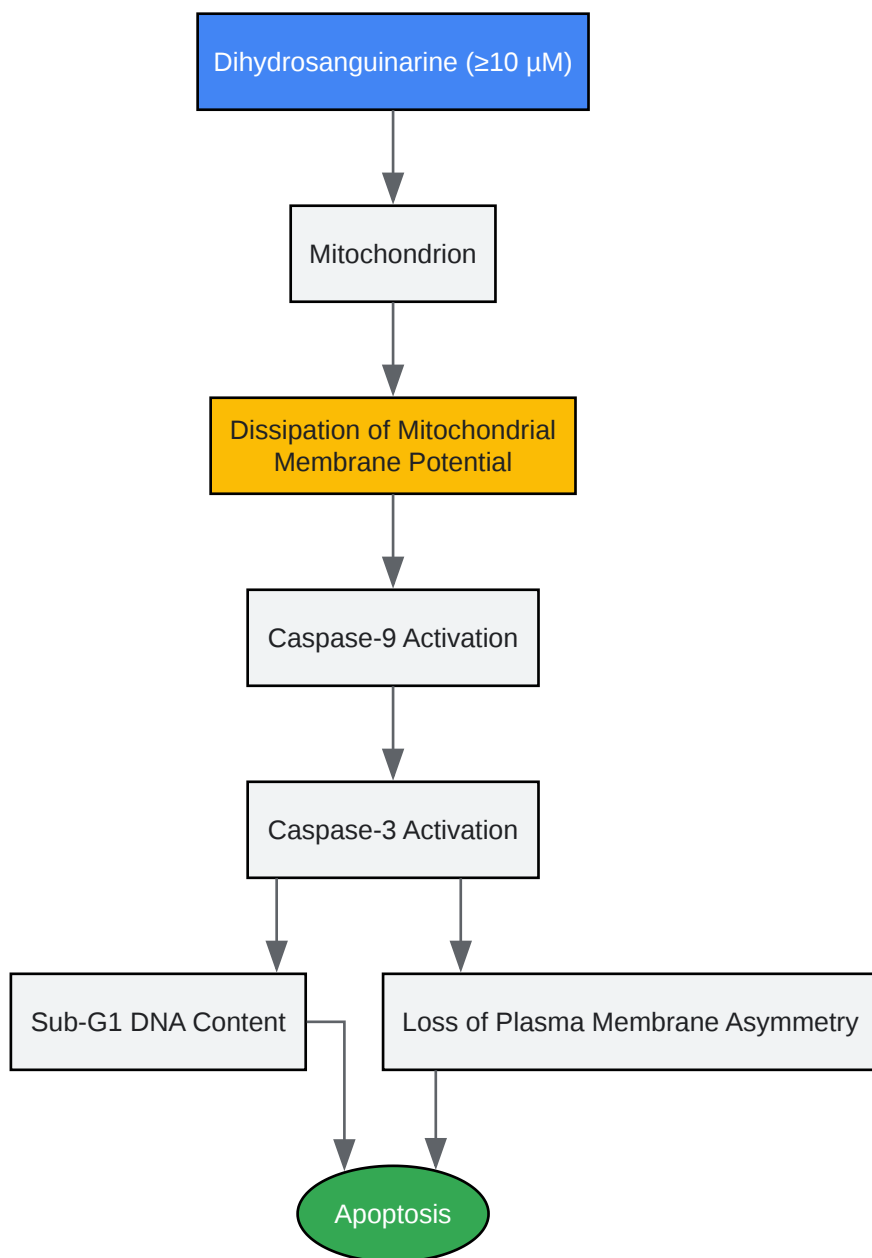 Dihydrosanguinarine (≥10 µM)
Mitochondrion
Dissipation of Mitochondrial
Membrane Potential
Caspase-9 Activation
Caspase-3 Activation
Sub-G1 DNA Content
Loss of Plasma Membrane Asymmetry
Apoptosis